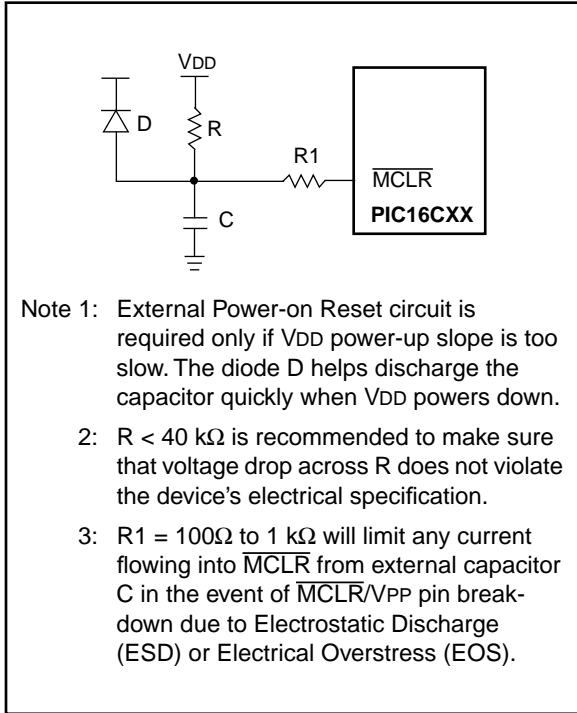 VDD
D
R
R1
MCLR
PIC16CXX
C
Note 1: External Power-on Reset circuit is
required only if VDD power-up slope is too
slow. The diode D helps discharge the
capacitor quickly when VDD powers down.
2: R < 40 kΩ is recommended to make sure
that voltage drop across R does not violate
the device's electrical specification.
3: R1 = 100Ω to 1 kΩ will limit any current
flowing into M̅C̅L̅R̅ from external capacitor
C in the event of M̅C̅L̅R̅/VPP pin break-
down due to Electrostatic Discharge
(ESD) or Electrical Overstress (EOS).